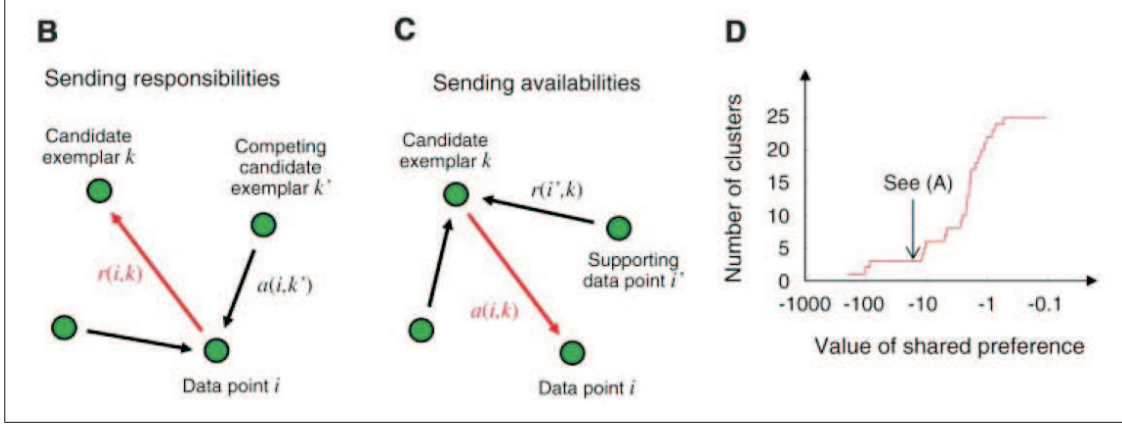 B
Sending responsibilities
Candidate
exemplar k
Competing
candidate
exemplar k'
r(i,k)
a(i,k')
Data point i
C
Sending availabilities
Candidate
exemplar k
r(i',k)
Supporting
data point i'
a(i,k)
Data point i
D
Number of clusters
25
20
15
10
5
0
See (A)
-1000 -100 -10 -1 -0.1
Value of shared preference